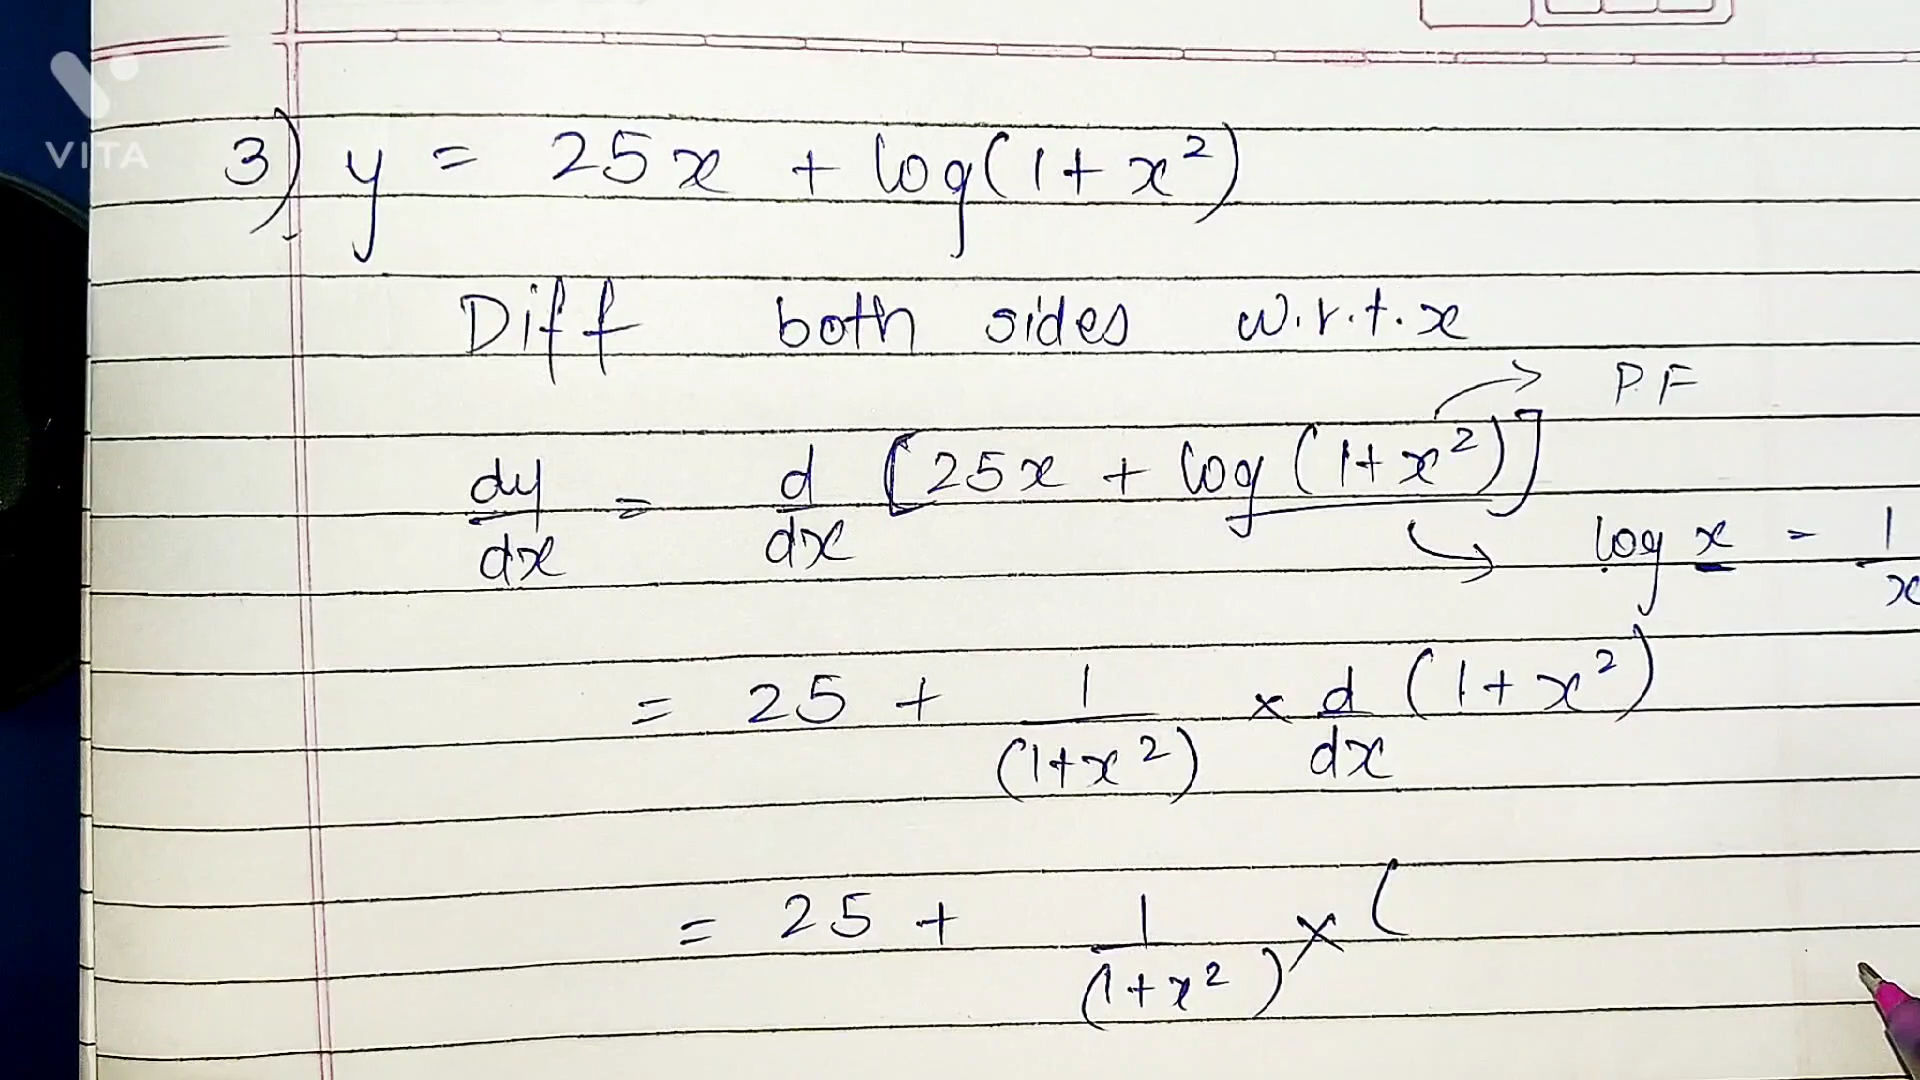 VITA
3) y = 25x + log(1+x²)
Diff both sides w.r.t.x
P.F
dy/dx = d/dx [25x + log(1+x²)]
log x = 1/x
= 25 + 1/(1+x²) × d/dx (1+x²)
= 25 + 1/(1+x²) × (